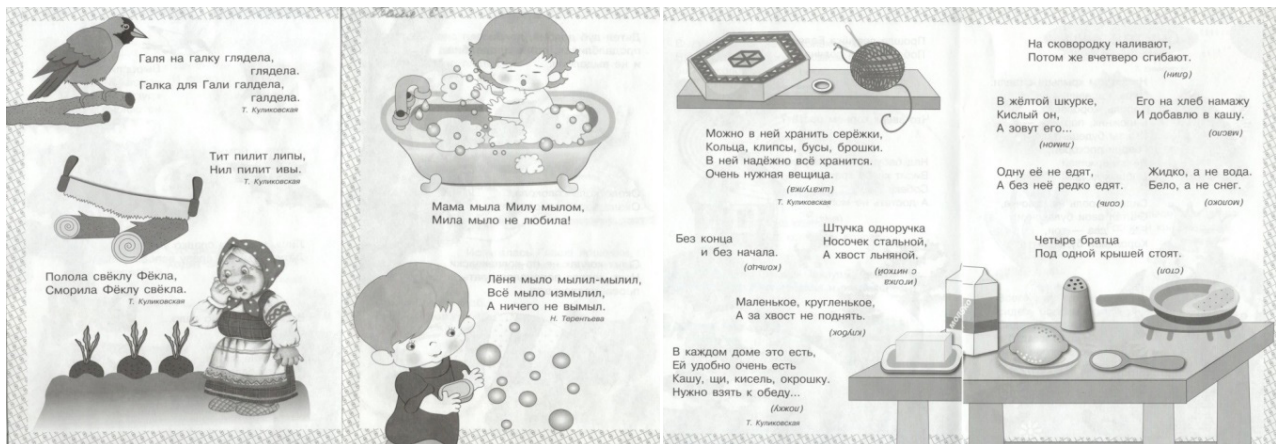 Галя на галку глядела,
глядела.
Галка для Гали галдела,
галдела.
Т. Куликовская
Тит пилит липы,
Нил пилит ивы.
Т. Куликовская
Полола свёклу Фёкла,
Сморила Фёклу свёкла.
Т. Куликовская
Мама мыла Милу мылом,
Мила мыло не любила!
Лёня мыло мылил-мылил,
Всё мыло измылил,
А ничего не вымыл.
Н. Терентьева
Можно в ней хранить серёжки,
Кольца, клипсы, бусы, брошки.
В ней надёжно всё хранится.
Очень нужная вещица.
(шкатулка)
Т. Куликовская
Без конца
и без начала.
(кольцо)
Штучка одноручка
Носочек стальной,
А хвост льняной.
(иголка
с ниткой)
Маленькое, кругленькое,
А за хвост не поднять.
(клубок)
В каждом доме это есть,
Ей удобно очень есть
Кашу, щи, кисель, окрошку.
Нужно взять к обеду...
(ложку)
Т. Куликовская
На сковородку наливают,
Потом же вчетверо сгибают.
(блин)
В жёлтой шкурке,
Кислый он,
А зовут его...
(лимон)
Его на хлеб намажу
И добавлю в кашу.
(масло)
Одну её не едят,
А без неё редко едят.
(соль)
Жидко, а не вода.
Бело, а не снег.
(молоко)
Четыре братца
Под одной крышей стоят.
(стол)